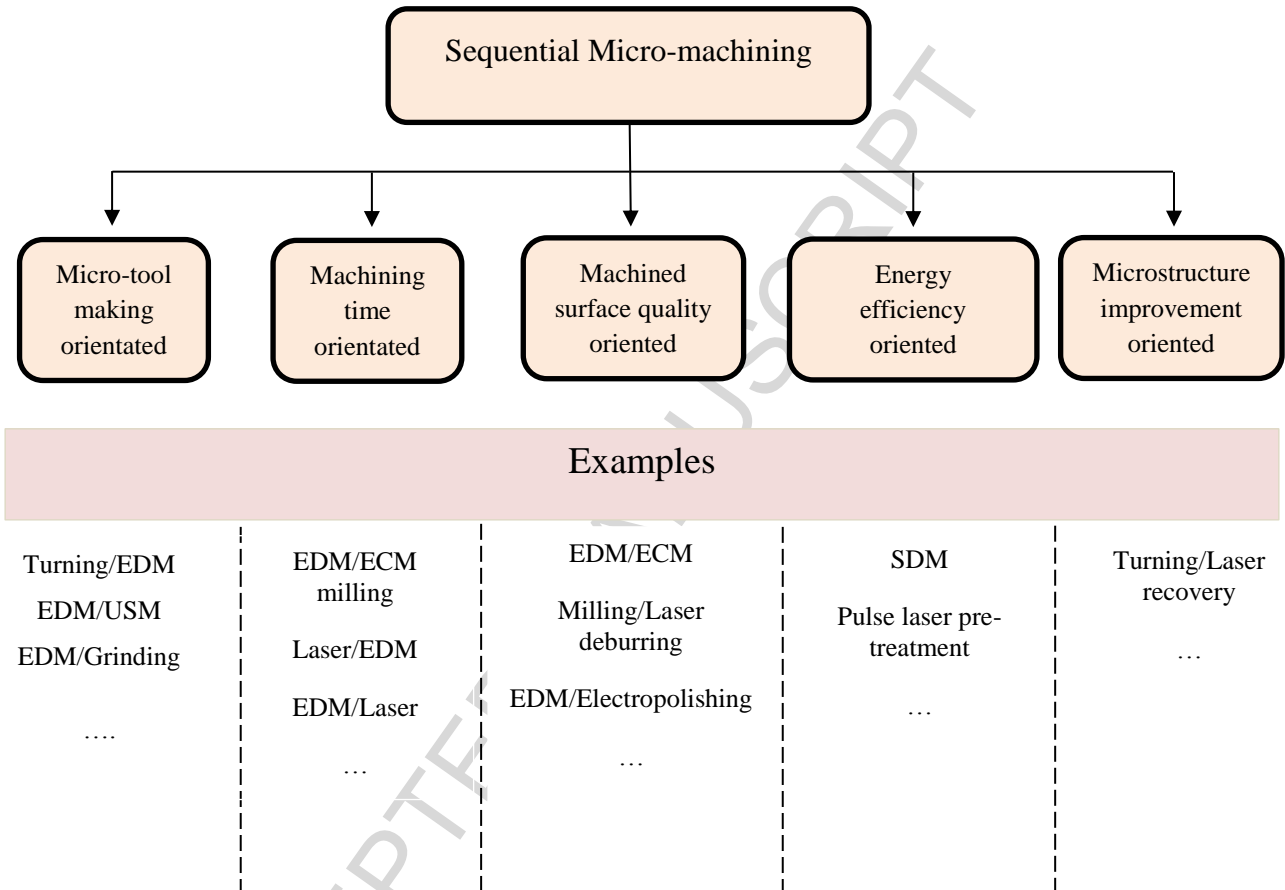 Sequential Micro-machining
Micro-tool
making
orientated
Machining
time
orientated
Machined
surface quality
oriented
Energy
efficiency
oriented
Microstructure
improvement
oriented
Examples
Turning/EDM
EDM/USM
EDM/Grinding
….
EDM/ECM
milling
Laser/EDM
EDM/Laser
…
EDM/ECM
Milling/Laser
deburring
EDM/Electropolishing
…
SDM
Pulse laser pre-
treatment
…
Turning/Laser
recovery
…